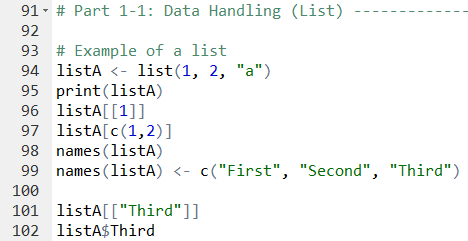 91 # Part 1-1: Data Handling (List) -------------
92
93 # Example of a list
94 listA <- list(1, 2, "a")
95 print(listA)
96 listA[[1]]
97 listA[c(1,2)]
98 names(listA)
99 names(listA) <- c("First", "Second", "Third")
100
101 listA[["Third"]]
102 listA$Third